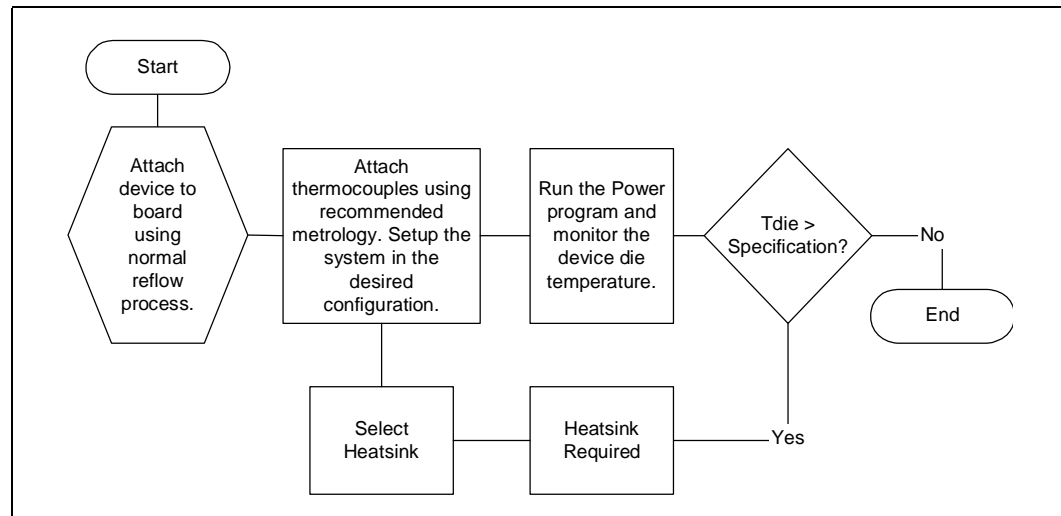 Start
Attach
device to
board
using
normal
reflow
process.
Attach
thermocouples using
recommended
metrology. Setup the
system in the
desired
configuration.
Run the Power
program and
monitor the
device die
temperature.
Tdie >
Specification?
No
End
Yes
Heatsink
Required
Select
Heatsink